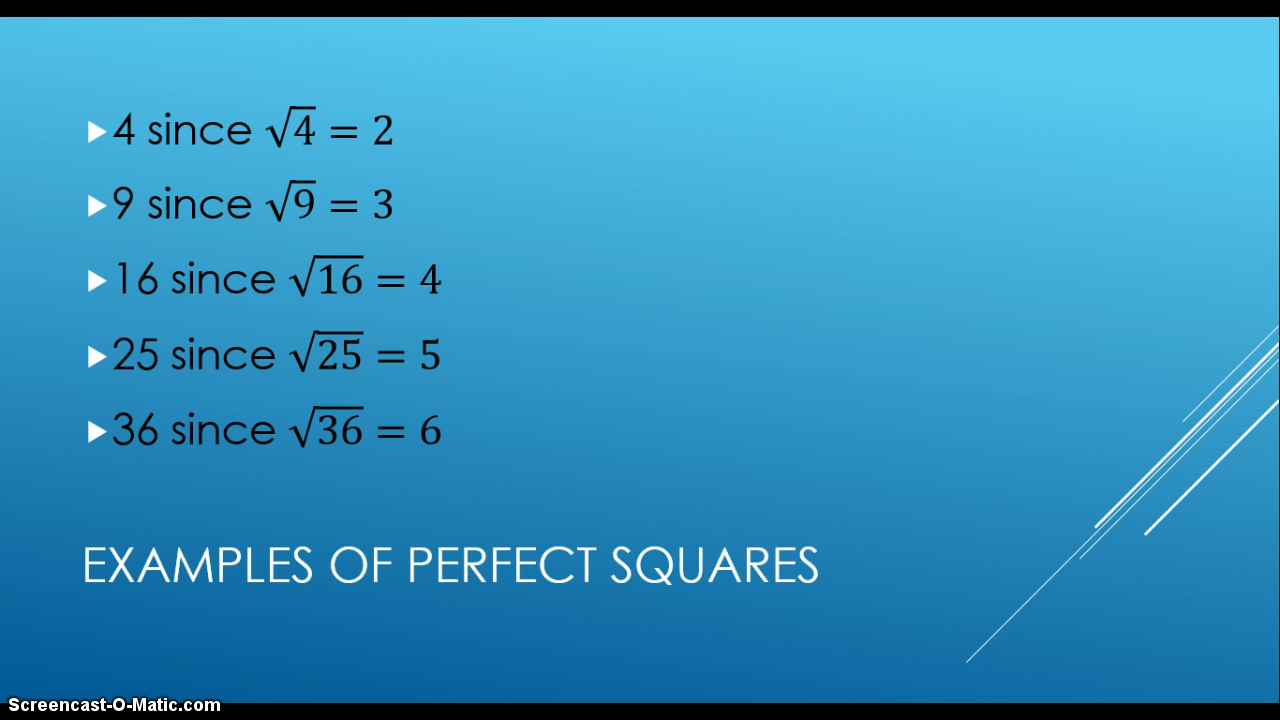 4 since √4 = 2
9 since √9 = 3
16 since √16 = 4
25 since √25 = 5
36 since √36 = 6
EXAMPLES OF PERFECT SQUARES
Screencast-O-Matic.com